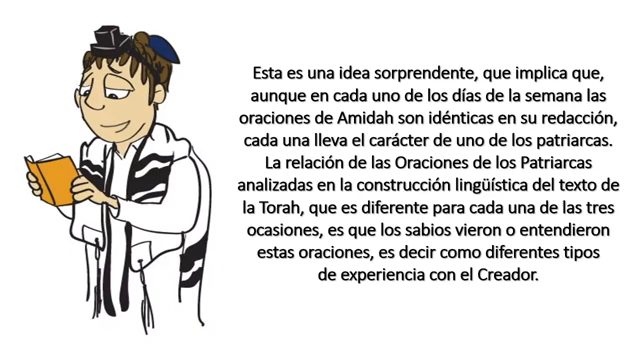 Esta es una idea sorprendente, que implica que,
aunque en cada uno de los días de la semana las
oraciones de Amidah son idénticas en su redacción,
cada una lleva el carácter de uno de los patriarcas.
La relación de las Oraciones de los Patriarcas
analizadas en la construcción lingüística del texto de
la Torah, que es diferente para cada una de las tres
ocasiones, es que los sabios vieron o entendieron
estas oraciones, es decir como diferentes tipos
de experiencia con el Creador.